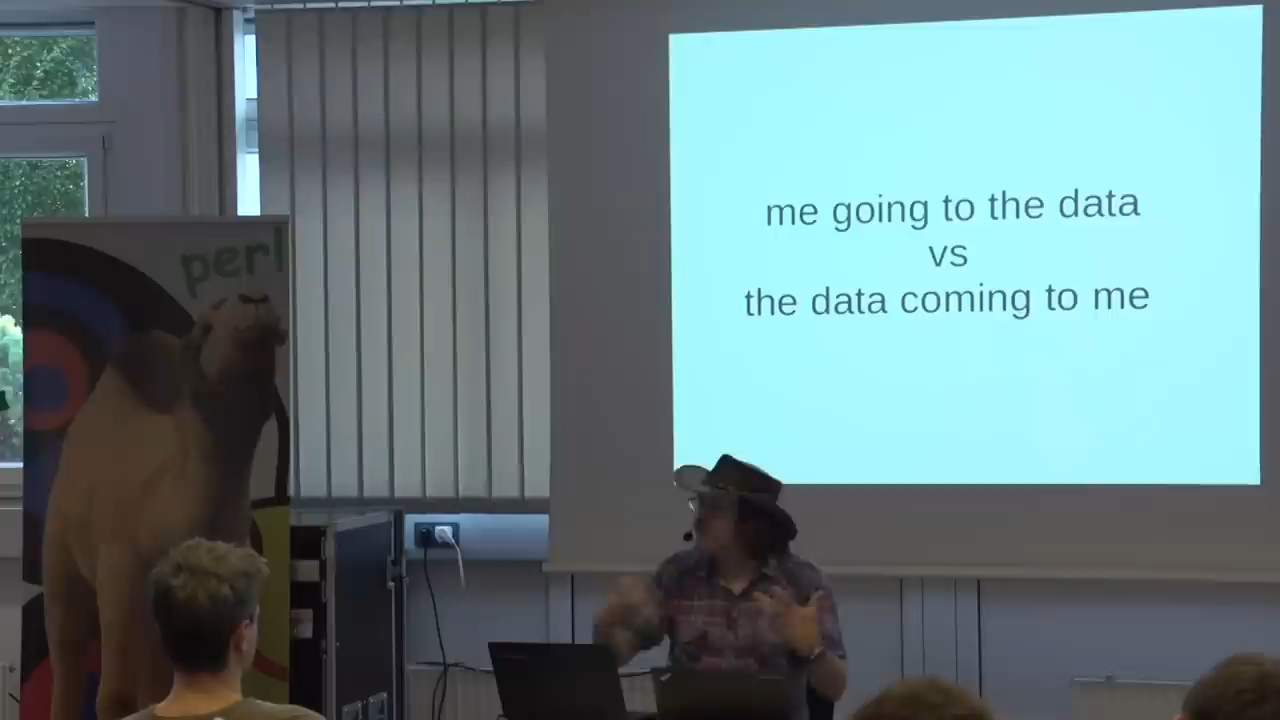 perl
me going to the data
vs
the data coming to me